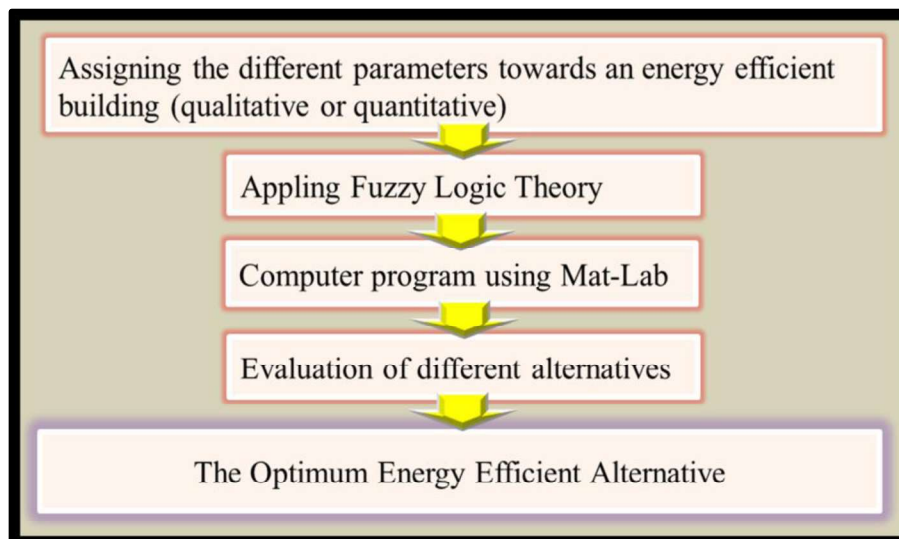 Assigning the different parameters towards an energy efficient
building (qualitative or quantitative)
Appling Fuzzy Logic Theory
Computer program using Mat-Lab
Evaluation of different alternatives
The Optimum Energy Efficient Alternative